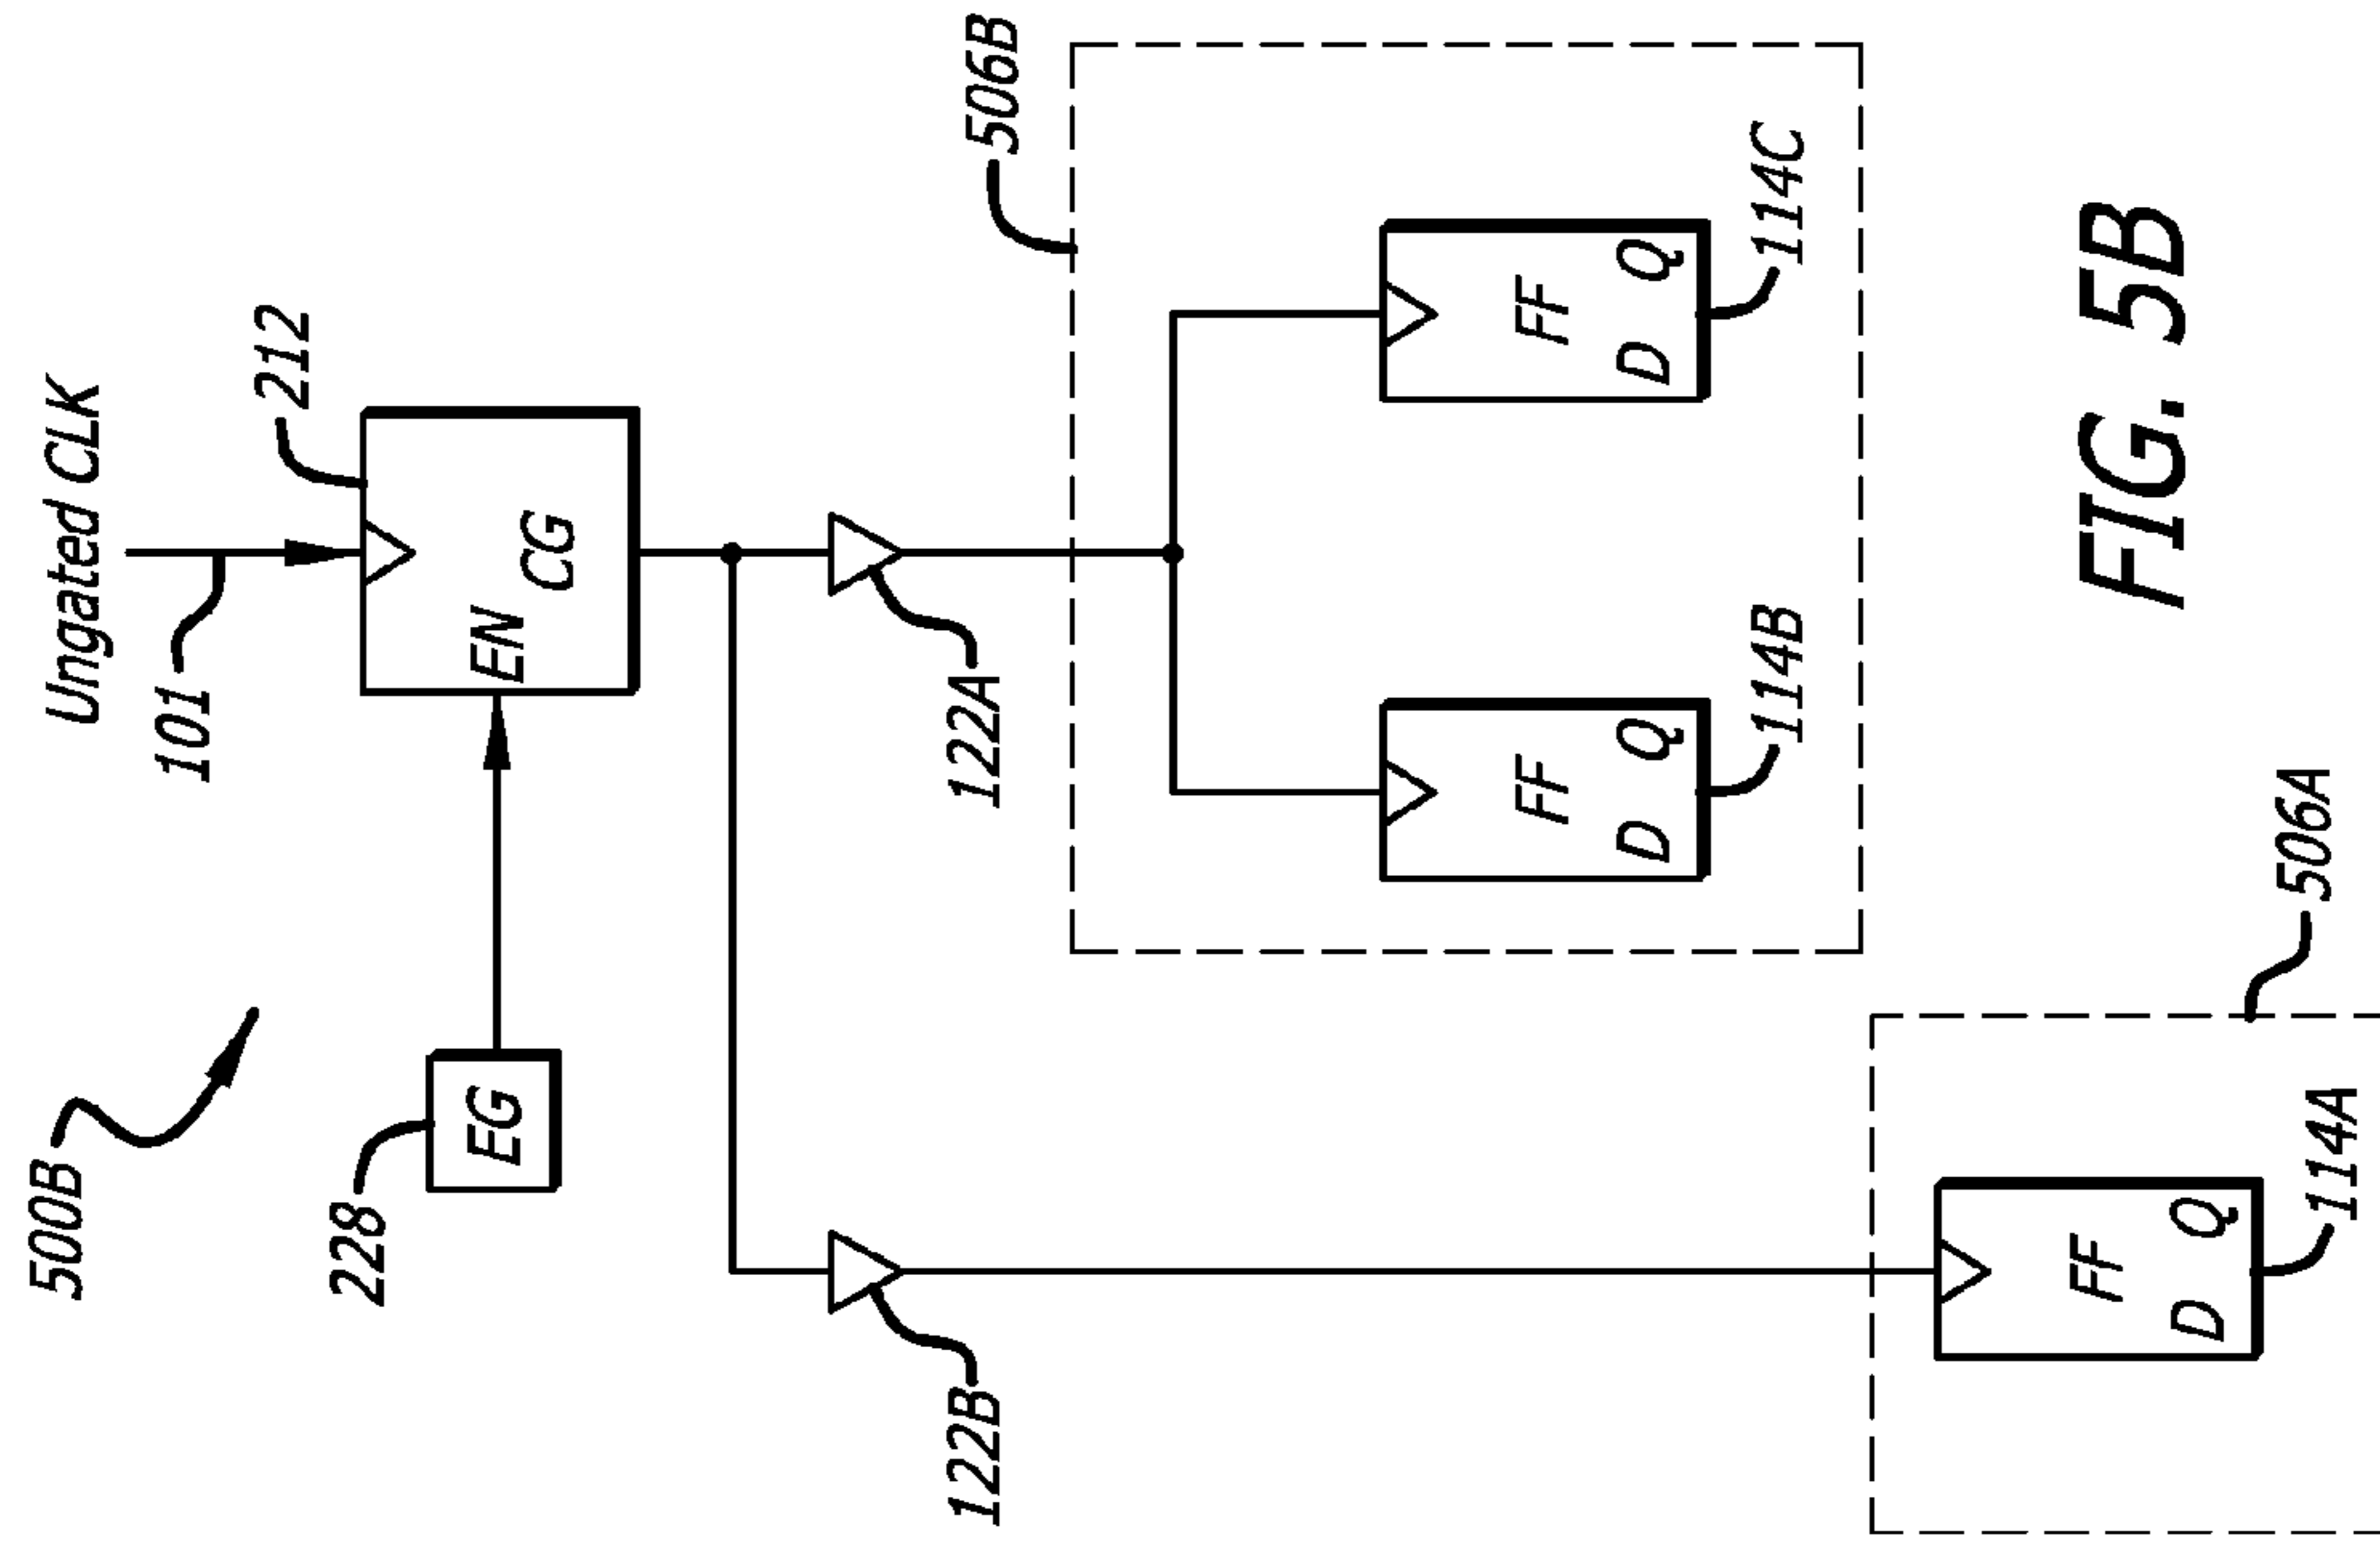 500B
228
EG
Ungated CLK
101
212
EN
CG
122B
122A
506B
FF
D Q
114B
FF
D Q
114C
506A
FF
D Q
114A
FIG. 5B